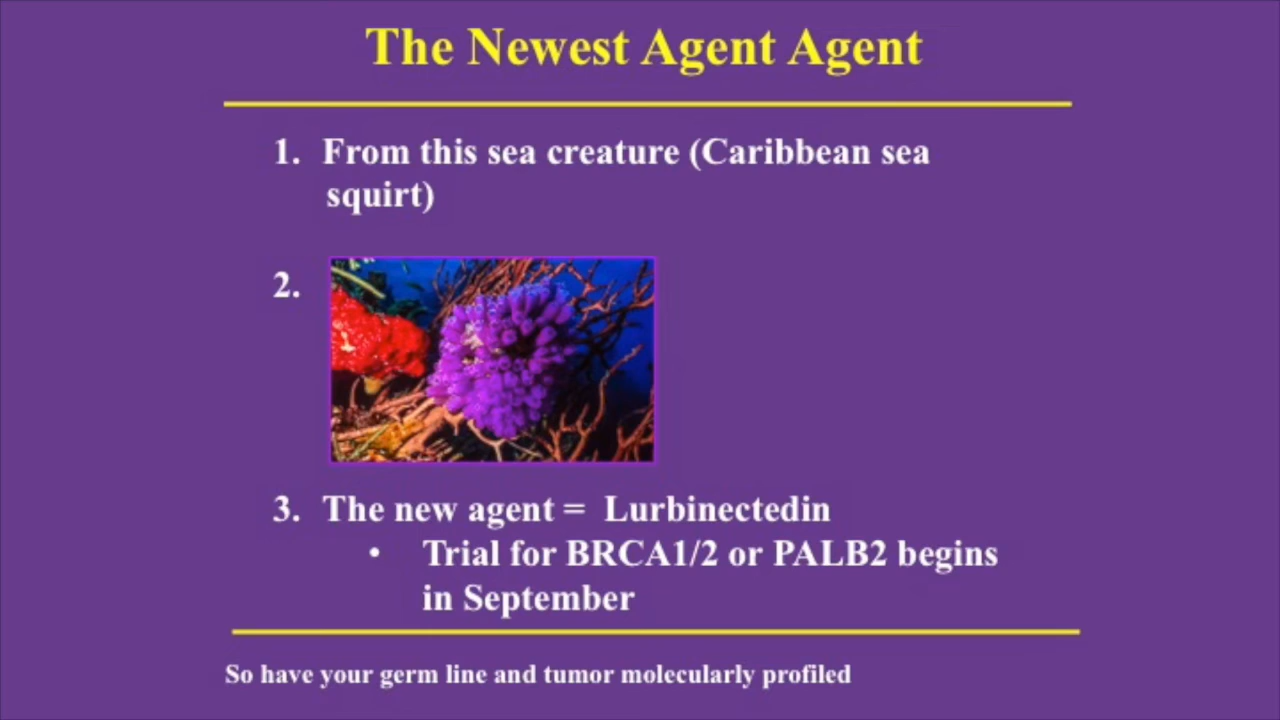 The Newest Agent Agent
1. From this sea creature (Caribbean sea
squirt)
2.
3. The new agent = Lurbinectedin
• Trial for BRCA1/2 or PALB2 begins
in September
So have your germ line and tumor molecularly profiled